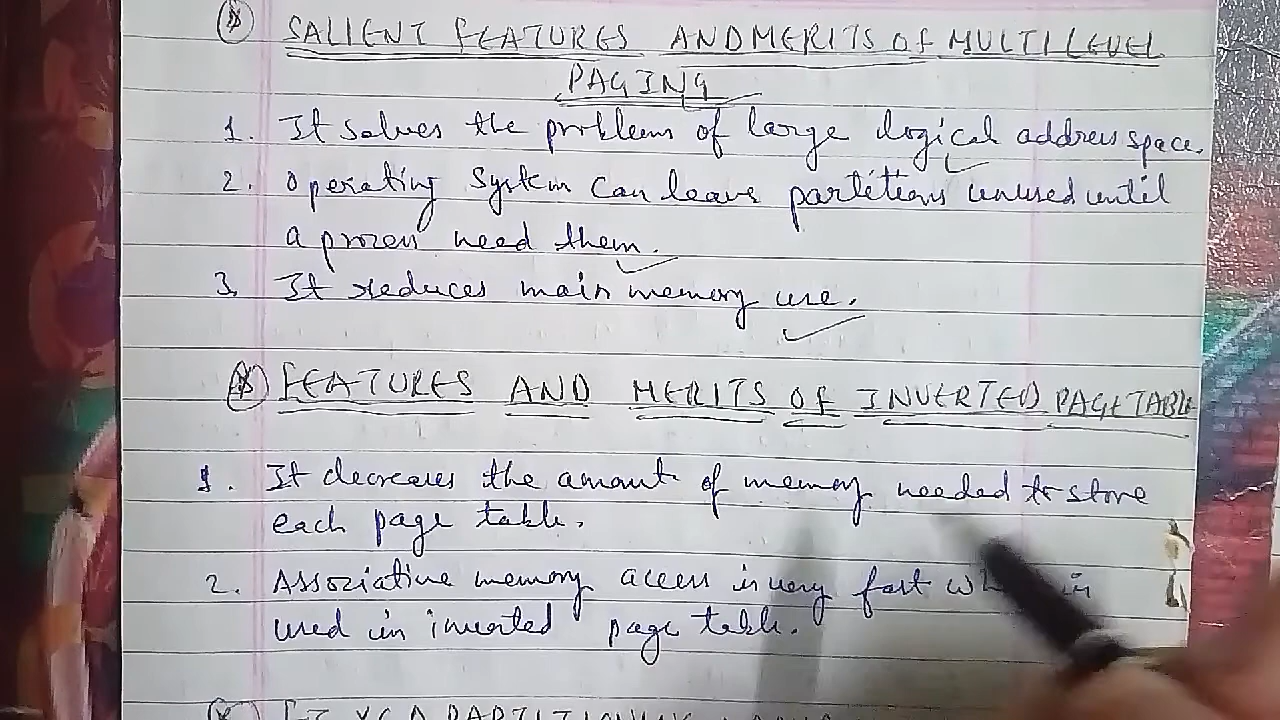 SALIENT FEATURES AND MERITS OF MULTILEVEL
PAGING
1. It solves the problem of large logical address space.
2. Operating System can leave partitions unused until
a process need them.
3. It reduces main memory use.
FEATURES AND MERITS OF INVERTED PAGE TABLE
1. It decreases the amount of memory needed to store
each page table.
2. Associative memory access is very fast
used in inverted page table.
PARTITIONING